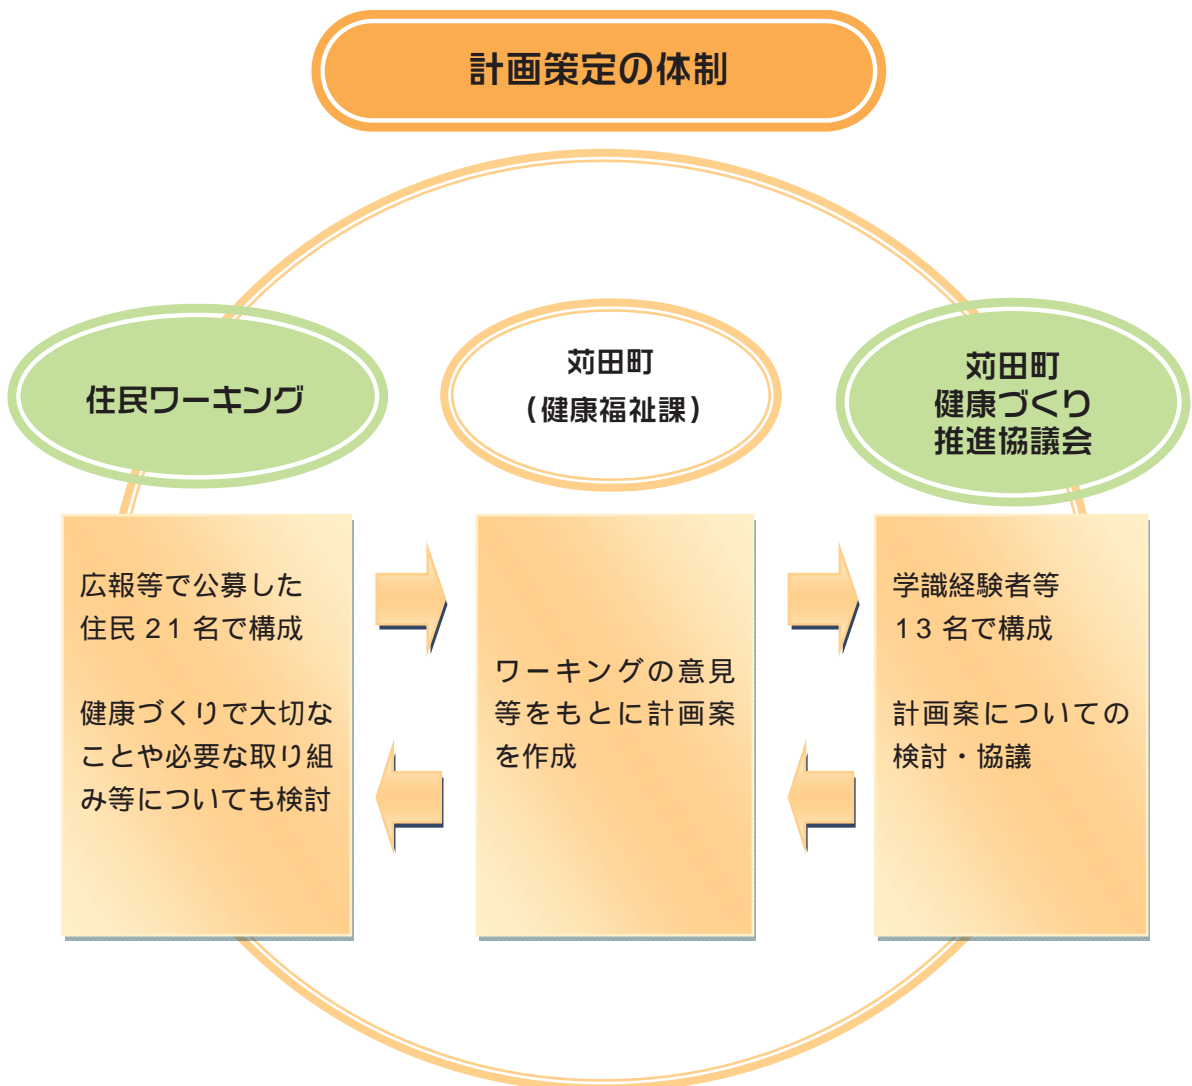 計画策定の体制
住民ワーキング
苅田町
(健康福祉課)
苅田町
健康づくり
推進協議会
広報等で公募した
住民 21 名で構成
健康づくりで大切な
ことや必要な取り組
み等についても検討
ワーキングの意見
等をもとに計画案
を作成
学識経験者等
13 名で構成
計画案についての
検討・協議